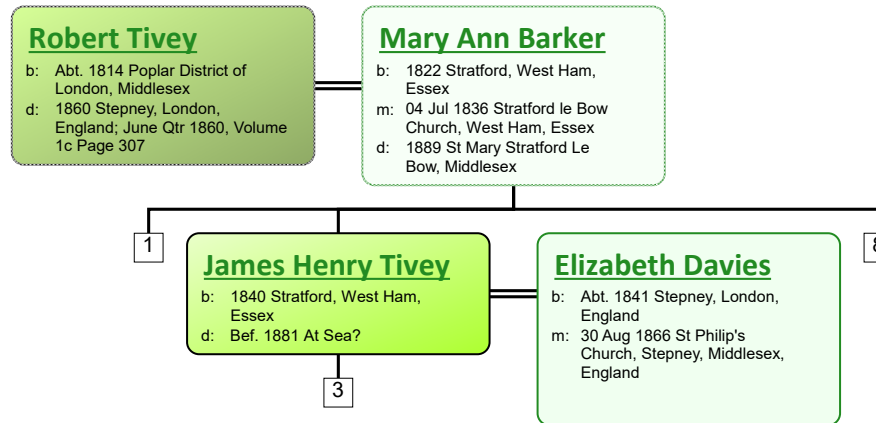 Robert Tivey
b: Abt. 1814 Poplar District of
London, Middlesex
d: 1860 Stepney, London,
England; June Qtr 1860, Volume
1c Page 307
Mary Ann Barker
b: 1822 Stratford, West Ham,
Essex
m: 04 Jul 1836 Stratford le Bow
Church, West Ham, Essex
d: 1889 St Mary Stratford Le
Bow, Middlesex
1
James Henry Tivey
b: 1840 Stratford, West Ham,
Essex
d: Bef. 1881 At Sea?
3
Elizabeth Davies
b: Abt. 1841 Stepney, London,
England
m: 30 Aug 1866 St Philip's
Church, Stepney, Middlesex,
England